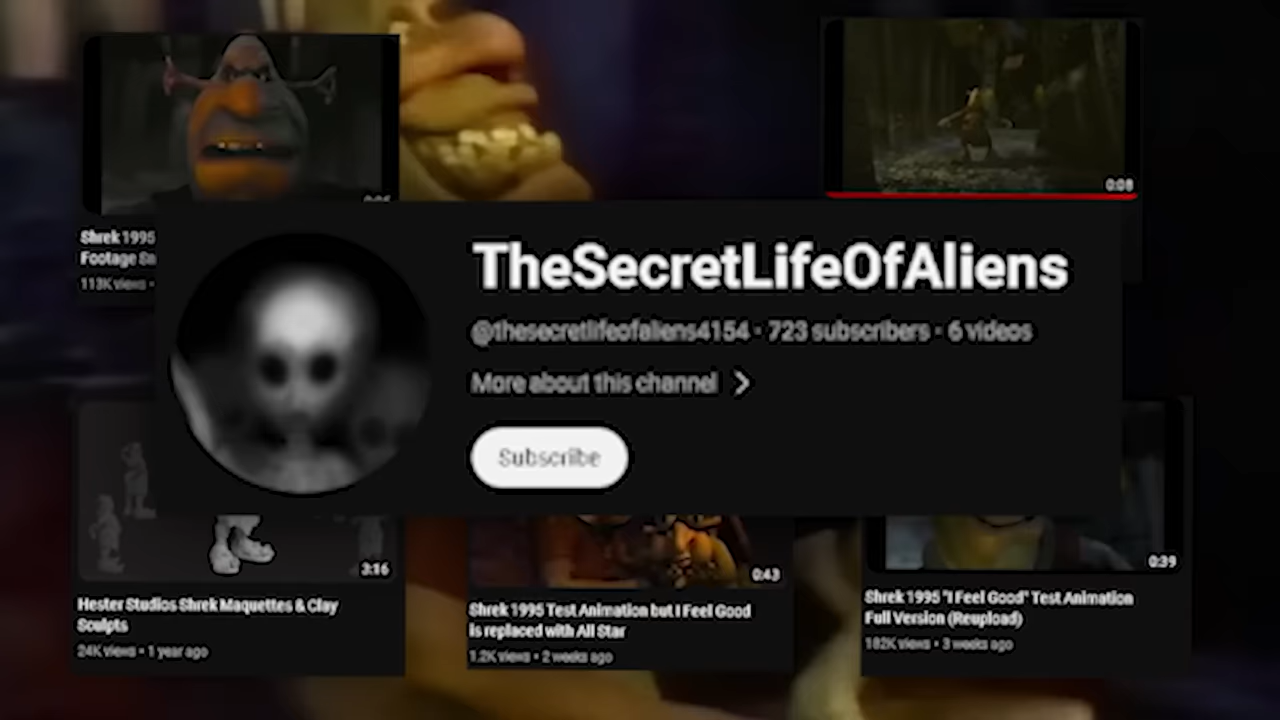 0:08
Shrek 1995
Footage
113K views •
TheSecretLifeOfAliens
@thesecretlifeofaliens4154 • 723 subscribers • 6 videos
More about this channel >
Subscribe
3:16
0:43
0:39
Hester Studios Shrek Maquettes & Clay
Sculpts
24K views • 1 year ago
Shrek 1995 Test Animation but I Feel Good
is replaced with All Star
1.2K views • 2 weeks ago
Shrek 1995 "I Feel Good" Test Animation
Full Version (Reupload)
182K views • 3 weeks ago